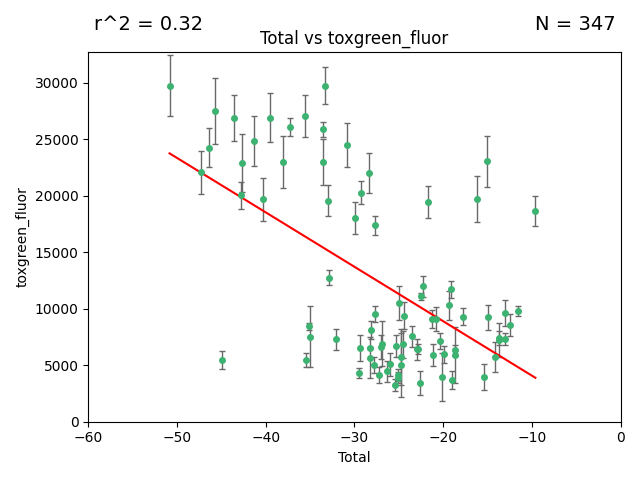 r^2 = 0.32
N = 347
Total vs toxgreen_fluor
30000
25000
20000
15000
10000
5000
0
toxgreen_fluor
−60
−50
−40
−30
−20
−10
0
Total